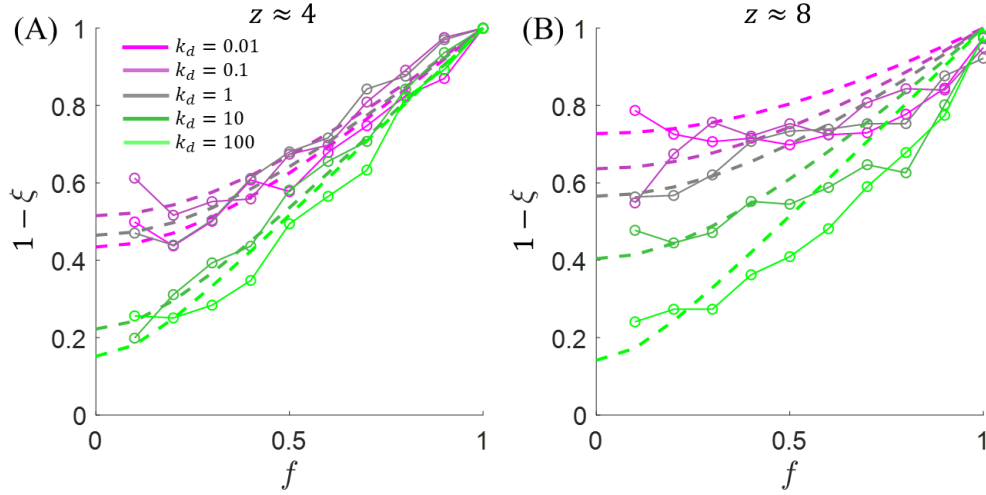 (A)
z ≈ 4
k_d = 0.01
k_d = 0.1
k_d = 1
k_d = 10
k_d = 100
1 − ξ
1
0.8
0.6
0.4
0.2
0
0
0.5
1
f
(B)
z ≈ 8
1 − ξ
1
0.8
0.6
0.4
0.2
0
0
0.5
1
f